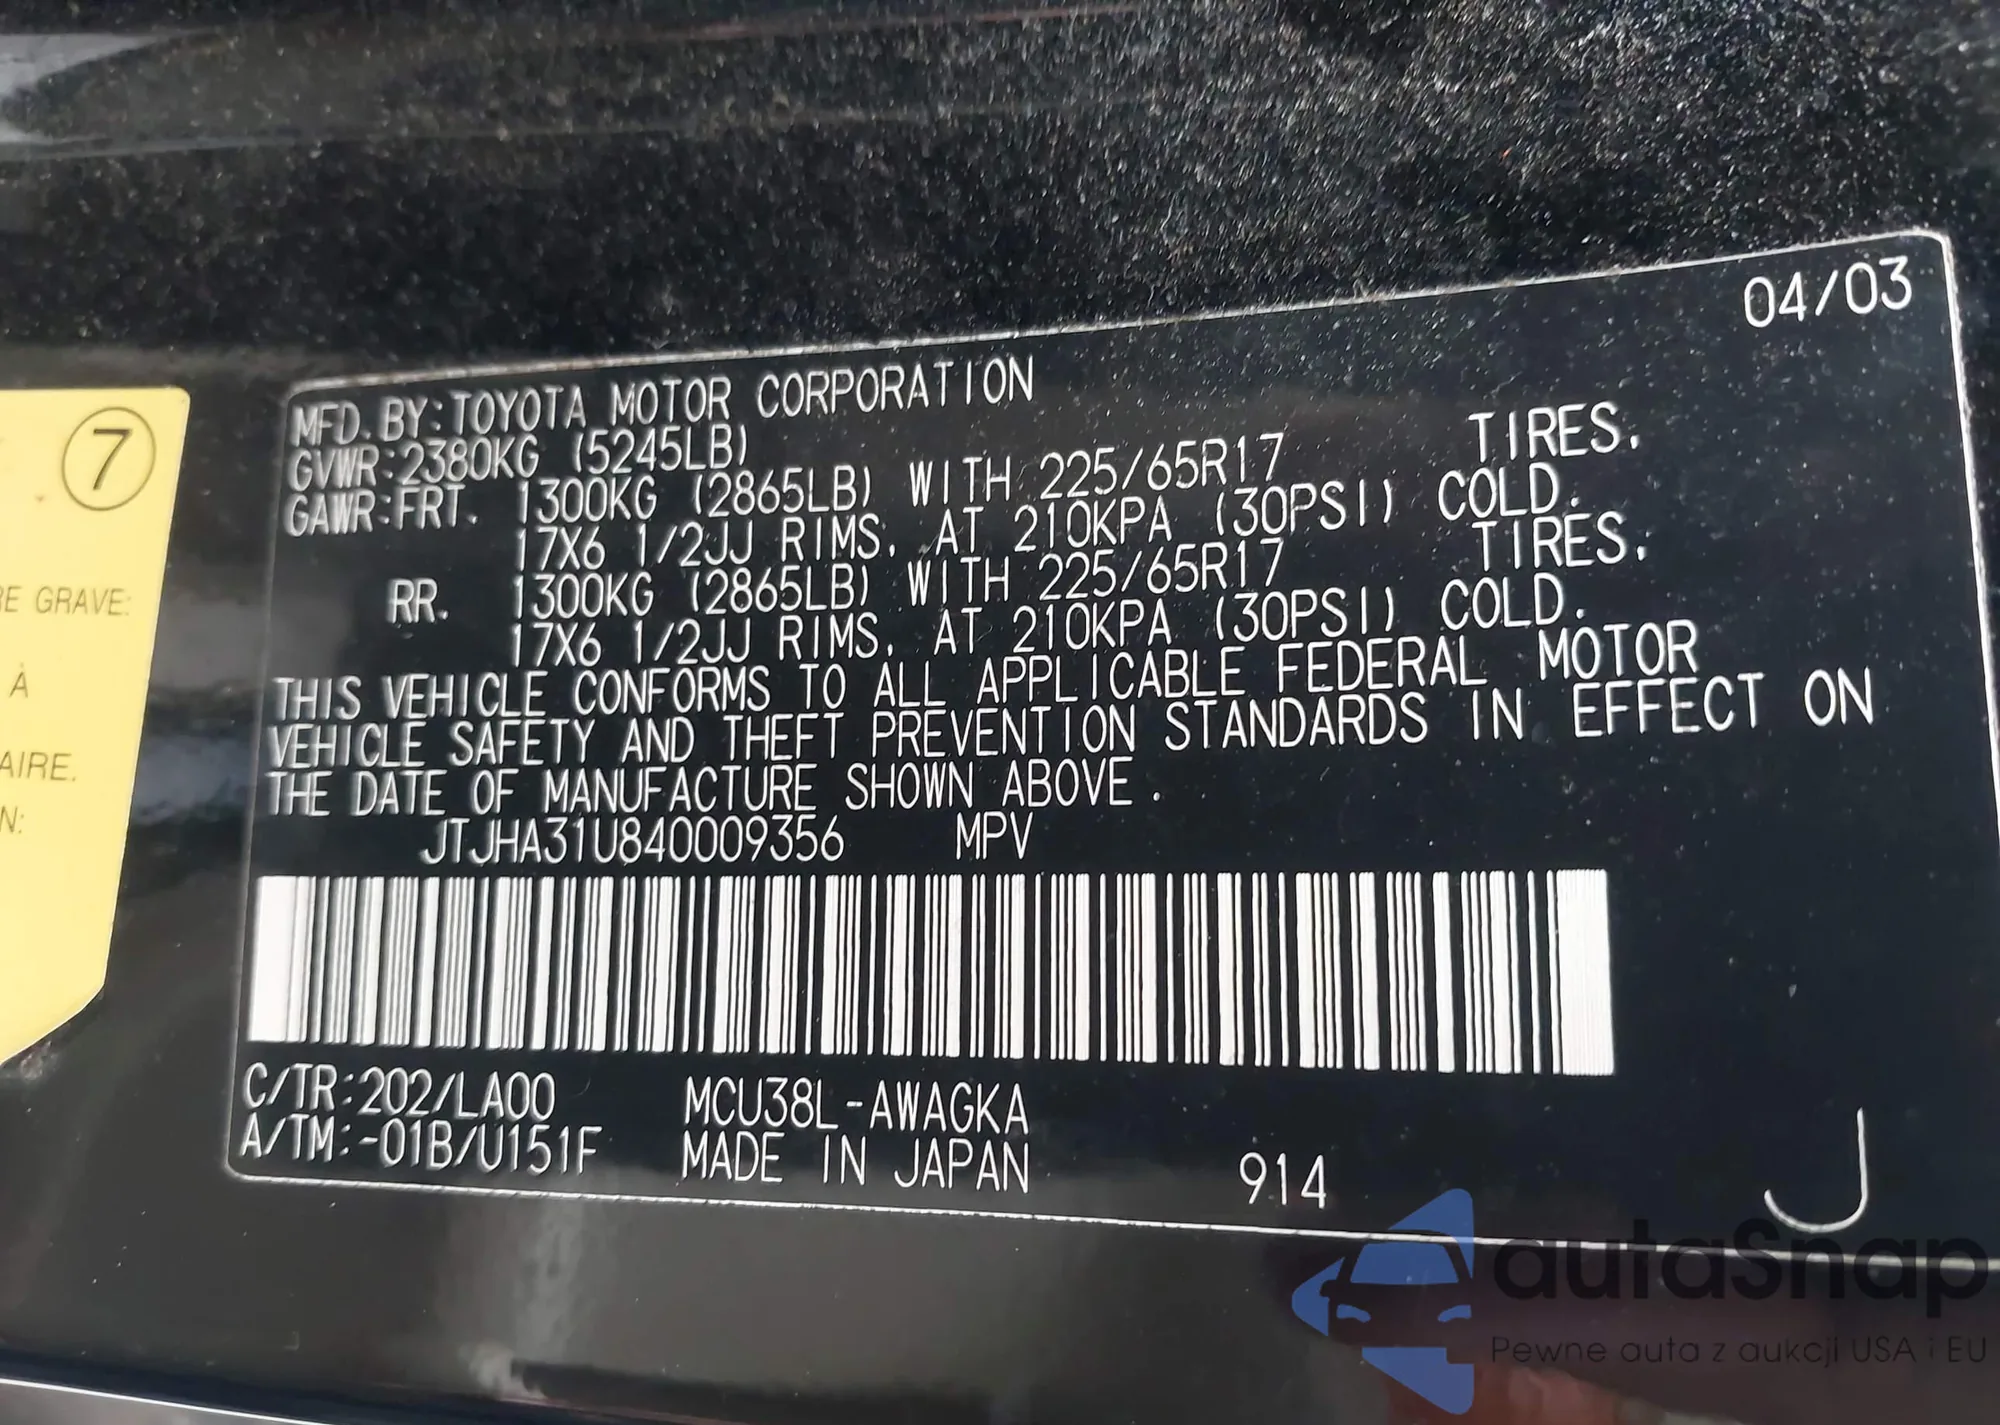 04/03
MFD. BY: TOYOTA MOTOR CORPORATION
GVWR: 2380KG (5245LB)
GAWR: FRT. 1300KG (2865LB) WITH 225/65R17 TIRES.
17X6 1/2JJ RIMS, AT 210KPA (30PSI) COLD.
RR. 1300KG (2865LB) WITH 225/65R17 TIRES.
17X6 1/2JJ RIMS, AT 210KPA (30PSI) COLD.
THIS VEHICLE CONFORMS TO ALL APPLICABLE FEDERAL MOTOR
VEHICLE SAFETY AND THEFT PREVENTION STANDARDS IN EFFECT ON
THE DATE OF MANUFACTURE SHOWN ABOVE.
JTJHA31U840009356 MPV
C/TR: 202/LA00 MCU38L-AWAGKA
A/TM: -01B/U151F MADE IN JAPAN
914
J
7
RE GRAVE:
À
AIRE.
N:
autaSnap
Pewne auta z aukcji USA i EU